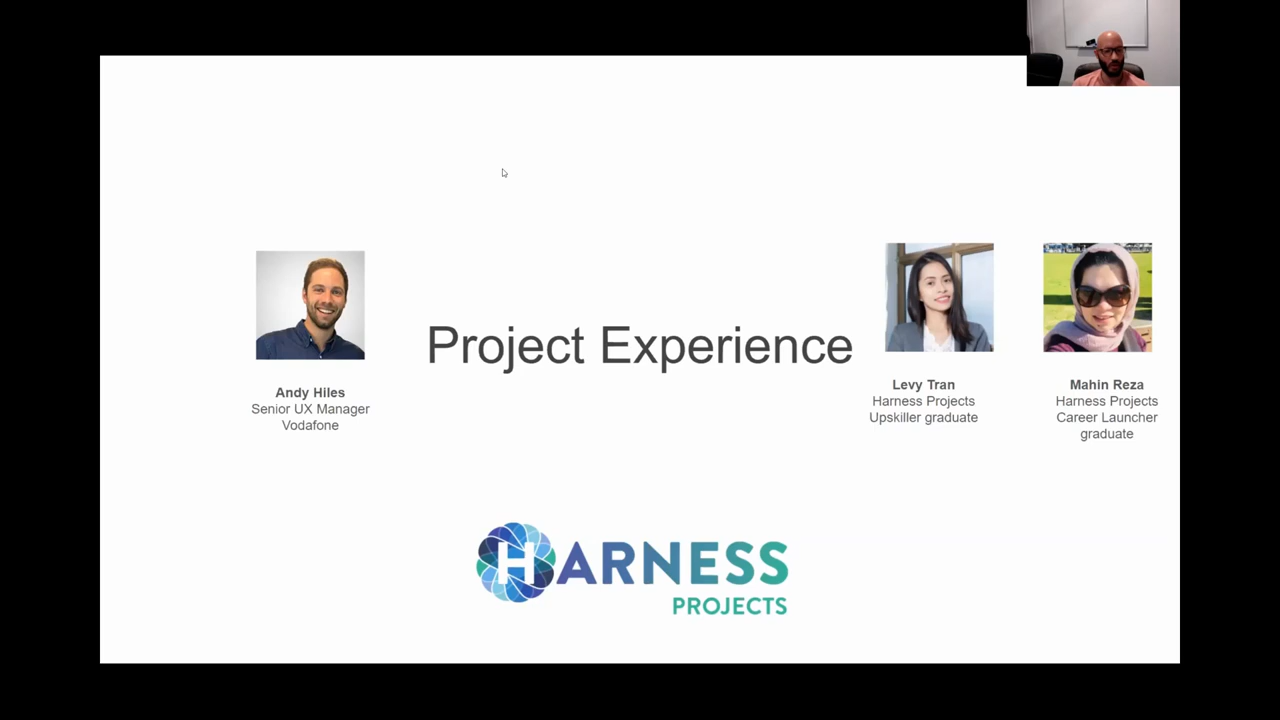 Project Experience
Andy Hiles
Senior UX Manager
Vodafone
Levy Tran
Harness Projects
Upskiller graduate
Mahin Reza
Harness Projects
Career Launcher
graduate
HARNESS
PROJECTS